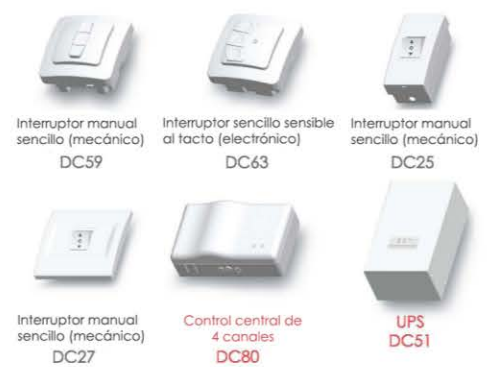 Interruptor manual
sencillo (mecánico)
DC59
Interruptor sencillo sensible
al tacto (electrónico)
DC63
Interruptor manual
sencillo (mecánico)
DC25
Interruptor manual
sencillo (mecánico)
DC27
Control central de
4 canales
DC80
UPS
DC51